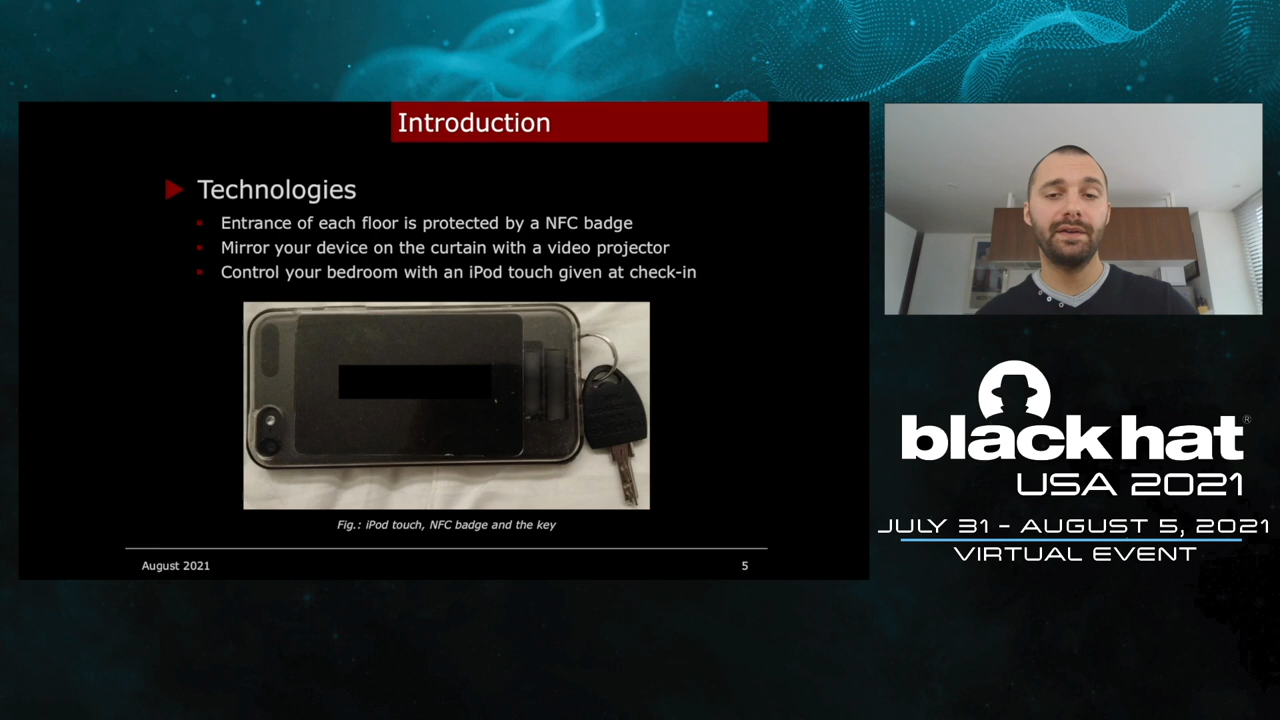 Introduction
Technologies
Entrance of each floor is protected by a NFC badge
Mirror your device on the curtain with a video projector
Control your bedroom with an iPod touch given at check-in
Fig.: iPod touch, NFC badge and the key
August 2021
5
black hat®
USA 2021
JULY 31 - AUGUST 5, 2021
VIRTUAL EVENT